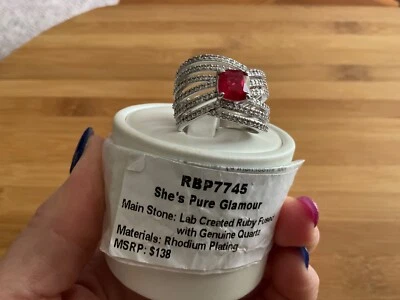 RBP7745
She's Pure Glamour
Main Stone: Lab Created Ruby Fused
with Genuine Quartz
Materials: Rhodium Plating
MSRP: $138